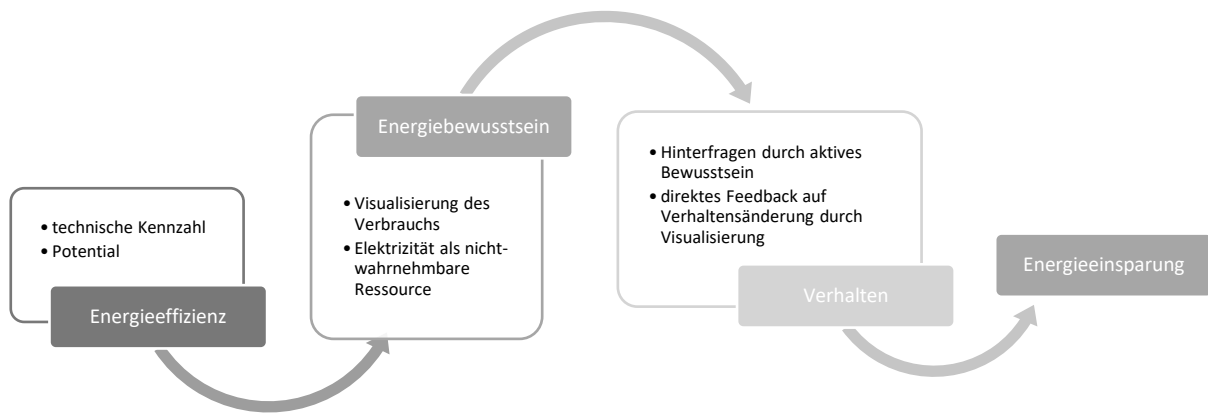 • technische Kennzahl
• Potential
Energieeffizienz
Energiebewusstsein
• Visualisierung des
Verbrauchs
• Elektrizität als nicht-
wahrnehmbare
Ressource
• Hinterfragen durch aktives
Bewusstsein
• direktes Feedback auf
Verhaltensänderung durch
Visualisierung
Verhalten
Energieeinsparung